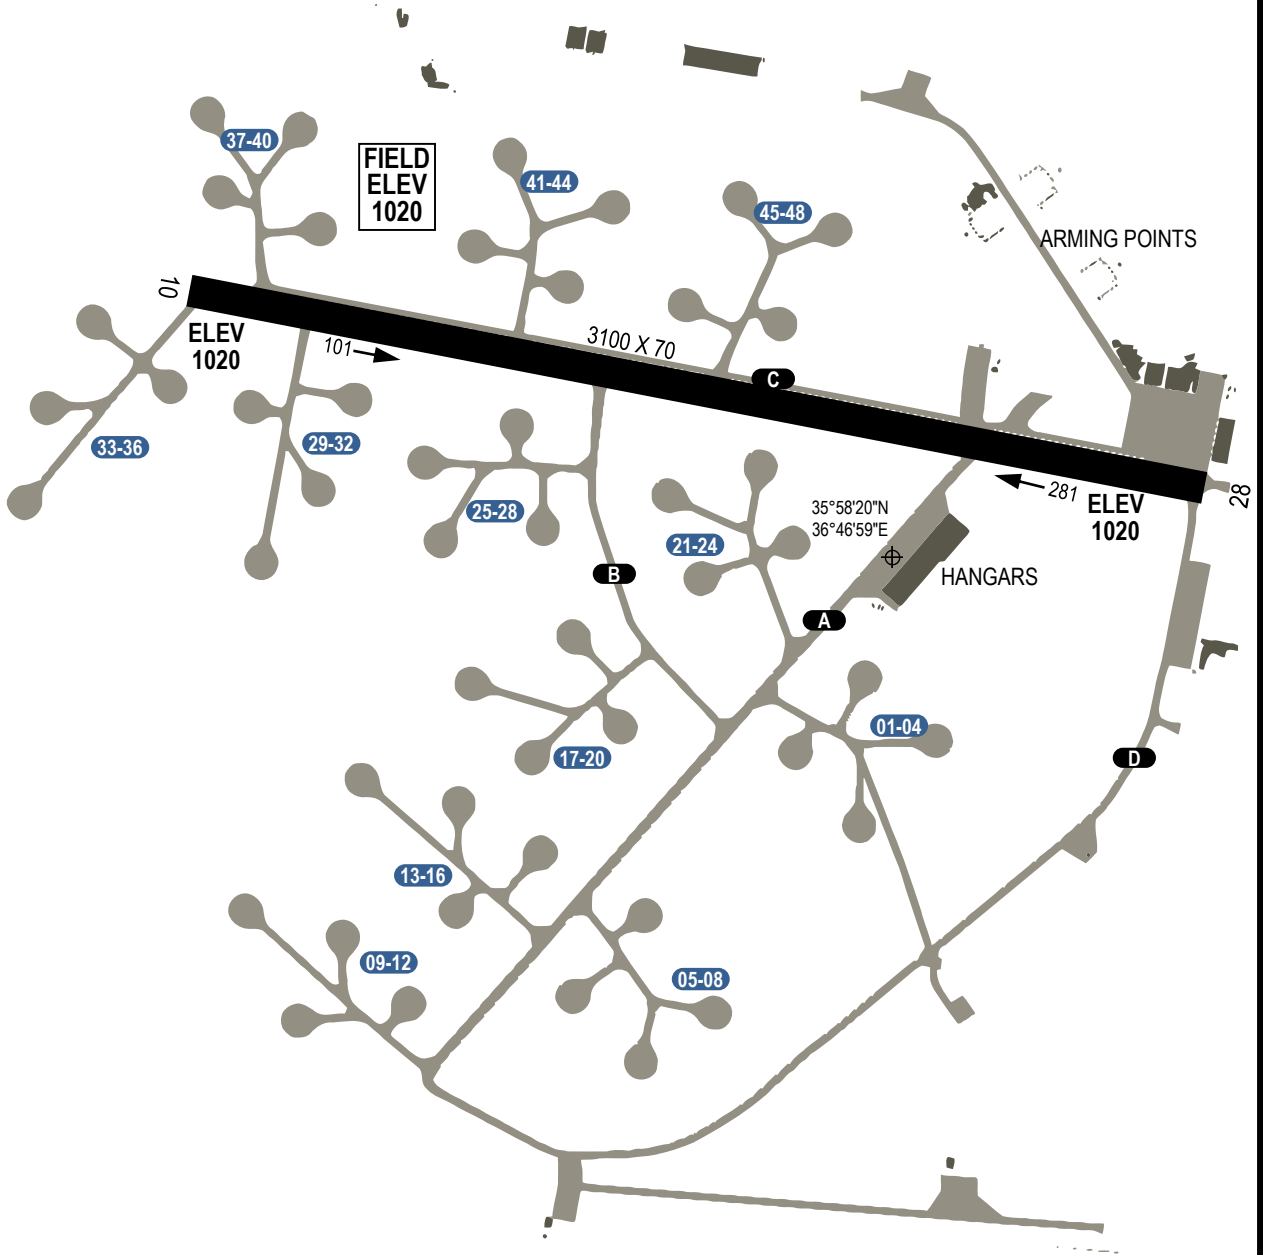 37-40
FIELD
ELEV
1020
41-44
45-48
ARMING POINTS
10
ELEV
1020
101
3100 X 70
C
33-36
29-32
25-28
21-24
35°58'20"N
36°46'59"E
281
ELEV
1020
28
HANGARS
B
A
17-20
01-04
D
13-16
09-12
05-08